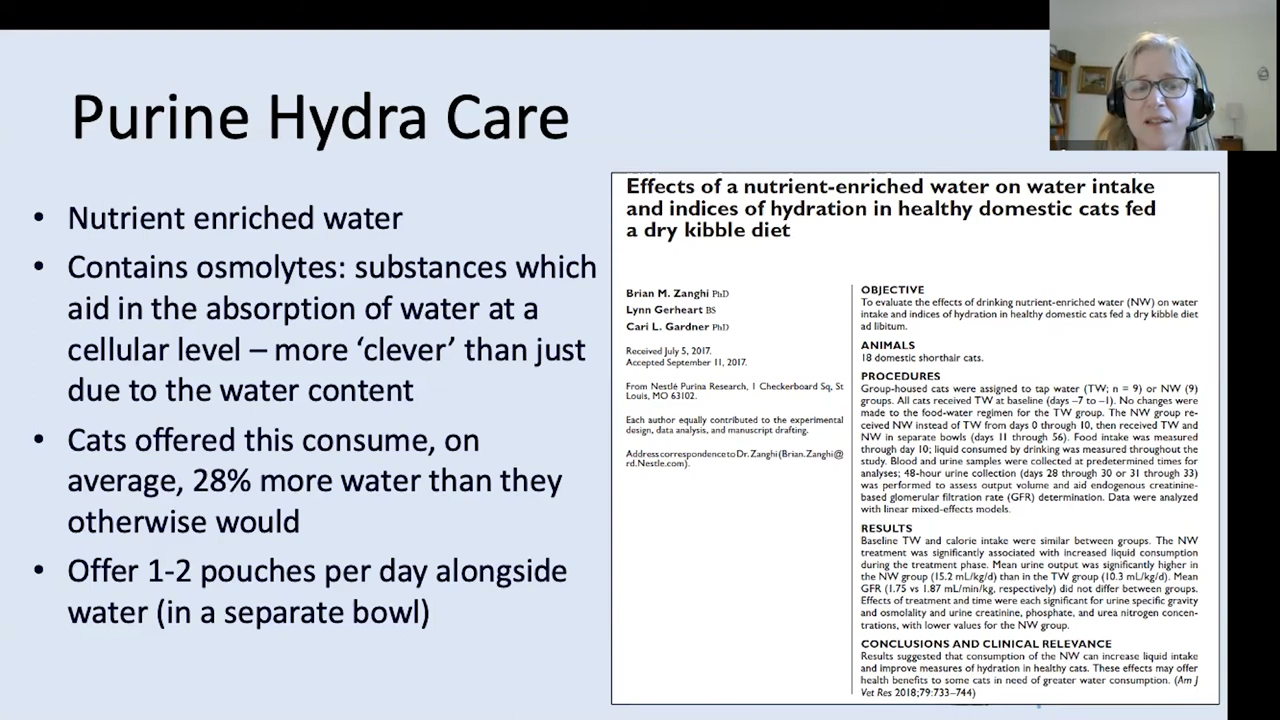 Purine Hydra Care
• Nutrient enriched water
• Contains osmolytes: substances which
aid in the absorption of water at a
cellular level – more ‘clever’ than just
due to the water content
• Cats offered this consume, on
average, 28% more water than they
otherwise would
• Offer 1-2 pouches per day alongside
water (in a separate bowl)
Effects of a nutrient-enriched water on water intake
and indices of hydration in healthy domestic cats fed
a dry kibble diet
Brian M. Zanghi PhD
Lynn Gerheart BS
Cari L. Gardner PhD
Received July 5, 2017.
Accepted September 11, 2017.
From Nestlé Purina Research, 1 Checkerboard Sq, St
Louis, MO 63102.
Each author equally contributed to the experimental
design, data analysis, and manuscript drafting.
Address correspondence to Dr. Zanghi (Brian.Zanghi@
rd.Nestle.com).
OBJECTIVE
To evaluate the effects of drinking nutrient-enriched water (NW) on water
intake and indices of hydration in healthy domestic cats fed a dry kibble diet
ad libitum.
ANIMALS
18 domestic shorthair cats.
PROCEDURES
Group-housed cats were assigned to tap water (TW; n = 9) or NW (9)
groups. All cats received TW at baseline (days –7 to –1). No changes were
made to the food-water regimen for the TW group. The NW group re-
ceived NW instead of TW from days 0 through 10, then received TW and
NW in separate bowls (days 11 through 56). Food intake was measured
through day 10; liquid consumed by drinking was measured throughout the
study. Blood and urine samples were collected at predetermined times for
analyses; 48-hour urine collection (days 28 through 30 or 31 through 33)
was performed to assess output volume and aid endogenous creatinine-
based glomerular filtration rate (GFR) determination. Data were analyzed
with linear mixed-effects models.
RESULTS
Baseline TW and calorie intake were similar between groups. The NW
treatment was significantly associated with increased liquid consumption
during the treatment phase. Mean urine output was significantly higher in
the NW group (15.2 mL/kg/d) than in the TW group (10.3 mL/kg/d). Mean
GFR (1.75 vs 1.87 mL/min/kg, respectively) did not differ between groups.
Effects of treatment and time were each significant for urine specific gravity
and osmolality and urine creatinine, phosphate, and urea nitrogen concen-
trations, with lower values for the NW group.
CONCLUSIONS AND CLINICAL RELEVANCE
Results suggested that consumption of the NW can increase liquid intake
and improve measures of hydration in healthy cats. These effects may offer
health benefits to some cats in need of greater water consumption. (Am J
Vet Res 2018;79:733–744)